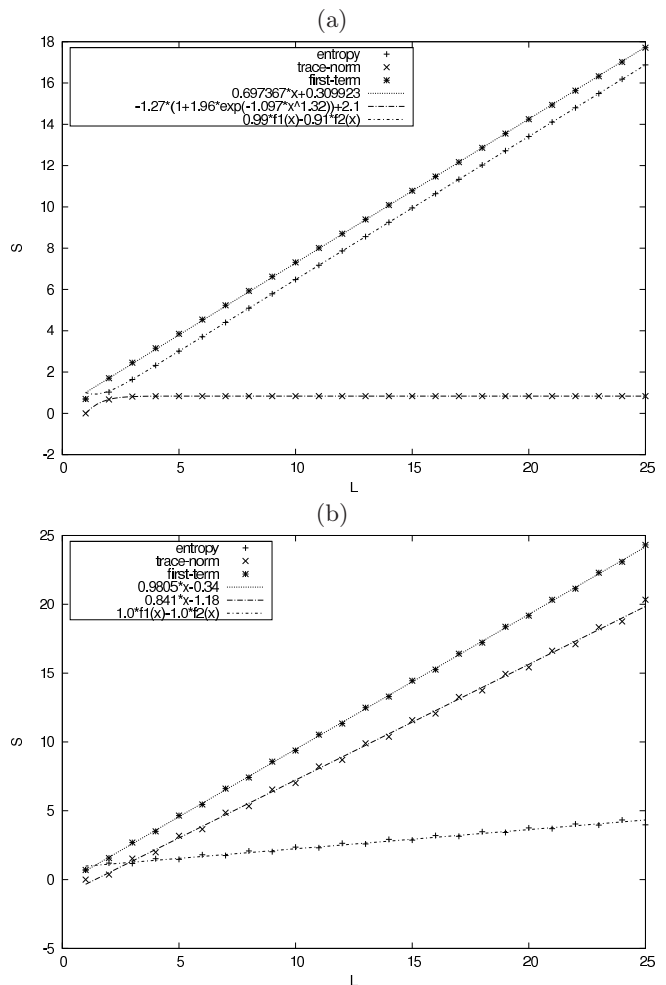 (a)
18
16
14
12
10
8
6
4
2
0
-2
S
entropy
trace-norm
first-term
0.697367*x+0.309923
-1.27*(1+1.96*exp(-1.097*x^1.32))+2.1
0.99*f1(x)-0.91*f2(x)
0 5 10 15 20 25
L
(b)
25
20
15
10
5
0
-5
S
entropy
trace-norm
first-term
0.9805*x-0.34
0.841*x-1.18
1.0*f1(x)-1.0*f2(x)
0 5 10 15 20 25
L